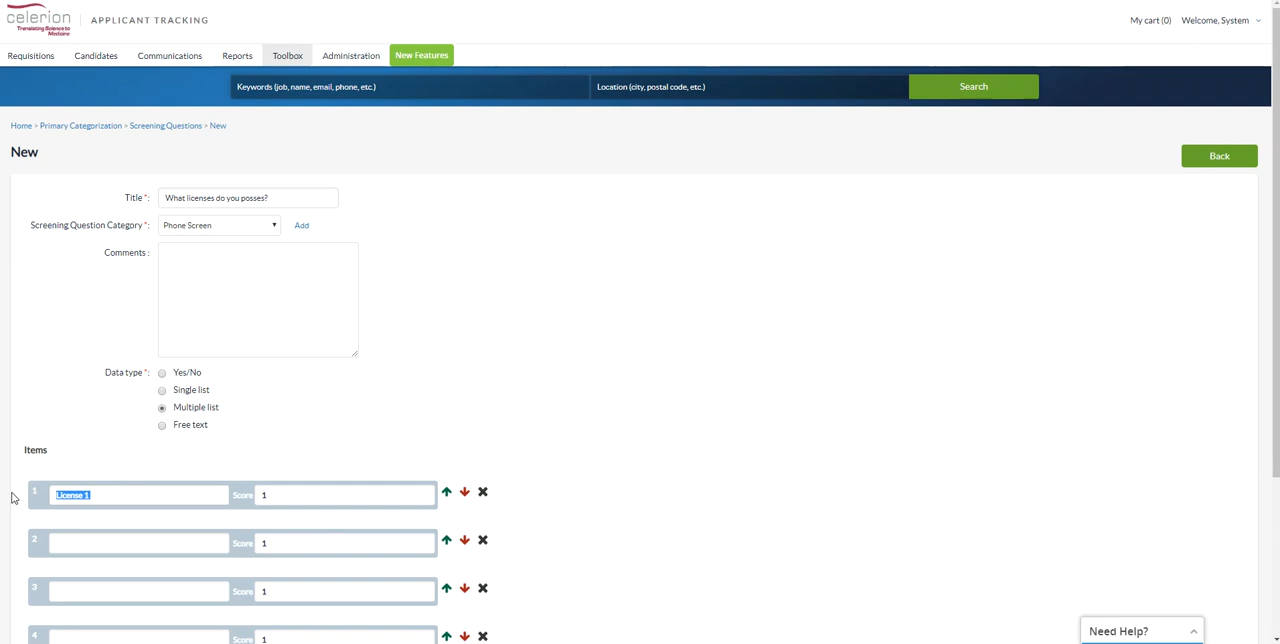 celerion
Translating Science to
Medicine
APPLICANT TRACKING
My cart (0) Welcome, System
Requisitions Candidates Communications Reports Toolbox Administration New Features
Keywords (job, name, email, phone, etc.) Location (city, postal code, etc.) Search
Home > Primary Categorization > Screening Questions > New
New
Back
Title *: What licenses do you posses?
Screening Question Category *: Phone Screen Add
Comments :
Data type *: Yes/No
Single list
Multiple list
Free text
Items
1 License 1 Score 1
2 Score 1
3 Score 1
4 Score 1
Need Help?